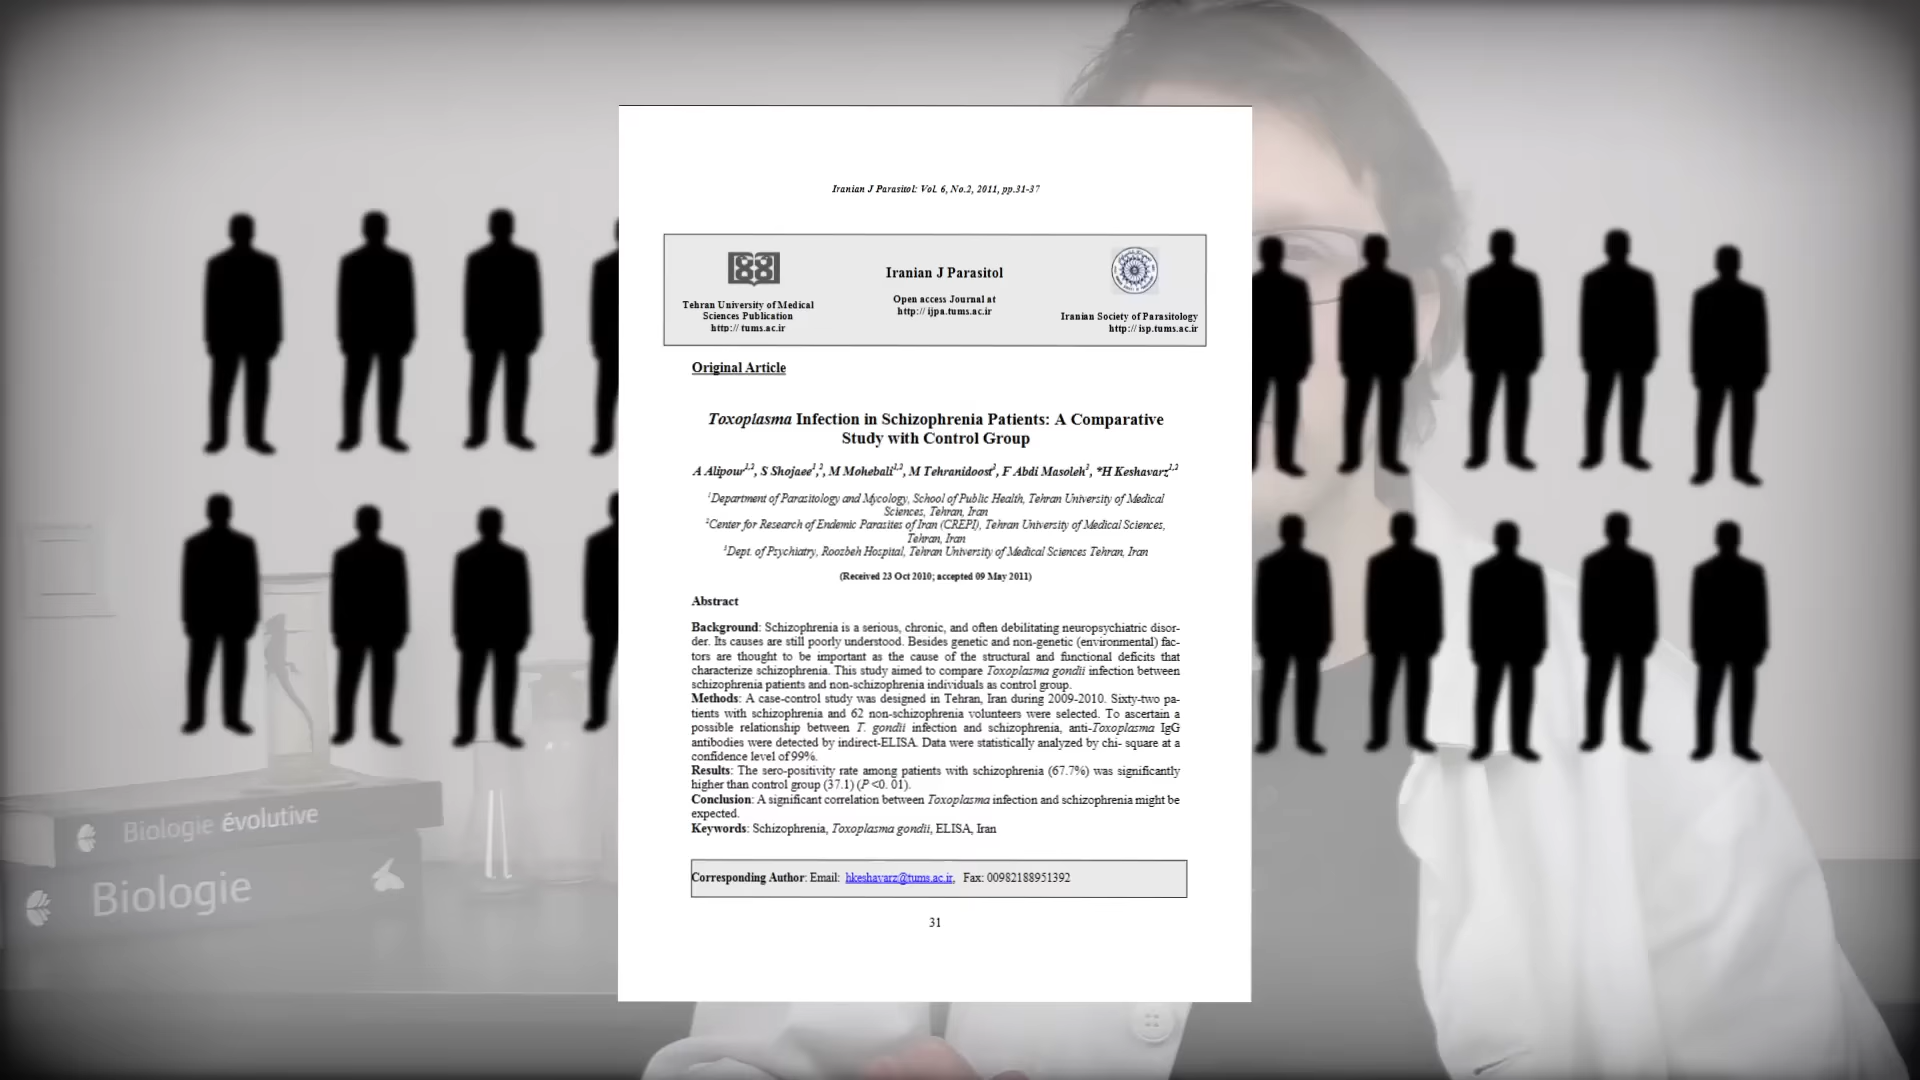 Iranian J Parasitol: Vol. 6, No.2, 2011, pp.31-37
Tehran University of Medical
Sciences Publication
http:// tums.ac.ir
Iranian J Parasitol
Open access Journal at
http:// ijpa.tums.ac.ir
Iranian Society of Parasitology
http:// isp.tums.ac.ir
Original Article
Toxoplasma Infection in Schizophrenia Patients: A Comparative
Study with Control Group
A Alipour1,2, S Shojaee1,2, M Mohebali1,2, M Tehranidoost3, F Abdi Masoleh3, *H Keshavarz1,2
1Department of Parasitology and Mycology, School of Public Health, Tehran University of Medical
Sciences, Tehran, Iran
2Center for Research of Endemic Parasites of Iran (CREPI), Tehran University of Medical Sciences,
Tehran, Iran
3Dept. of Psychiatry, Roozbeh Hospital, Tehran University of Medical Sciences Tehran, Iran
(Received 23 Oct 2010; accepted 09 May 2011)
Abstract
Background: Schizophrenia is a serious, chronic, and often debilitating neuropsychiatric disor-
der. Its causes are still poorly understood. Besides genetic and non-genetic (environmental) fac-
tors are thought to be important as the cause of the structural and functional deficits that
characterize schizophrenia. This study aimed to compare Toxoplasma gondii infection between
schizophrenia patients and non-schizophrenia individuals as control group.
Methods: A case-control study was designed in Tehran, Iran during 2009-2010. Sixty-two pa-
tients with schizophrenia and 62 non-schizophrenia volunteers were selected. To ascertain a
possible relationship between T. gondii infection and schizophrenia, anti-Toxoplasma IgG
antibodies were detected by indirect-ELISA. Data were statistically analyzed by chi- square at a
confidence level of 99%.
Results: The sero-positivity rate among patients with schizophrenia (67.7%) was significantly
higher than control group (37.1) (P <0. 01).
Conclusion: A significant correlation between Toxoplasma infection and schizophrenia might be
expected.
Keywords: Schizophrenia, Toxoplasma gondii, ELISA, Iran
Corresponding Author: Email: hkeshavarz@tums.ac.ir, Fax: 00982188951392
31
Biologie évolutive
Biologie